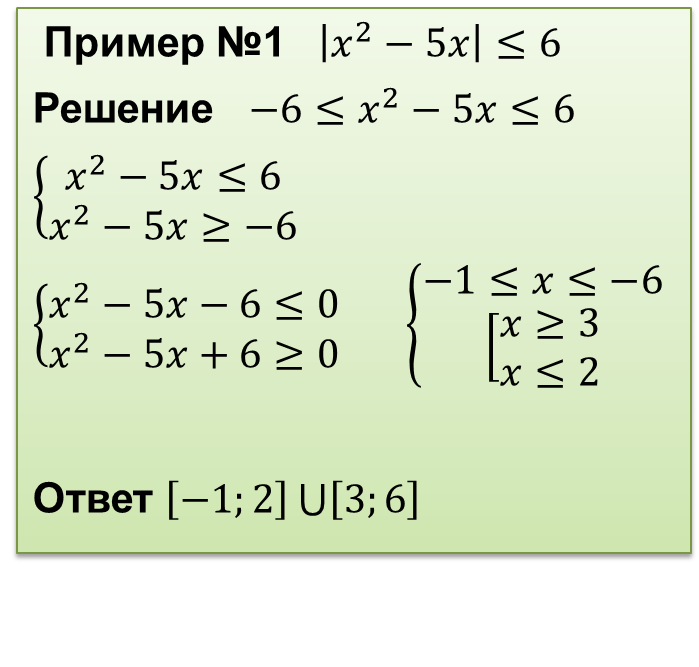 Пример №1 |x² − 5x| ≤ 6
Решение −6 ≤ x² − 5x ≤ 6
{ x² − 5x ≤ 6
x² − 5x ≥ −6
{ x² − 5x − 6 ≤ 0
x² − 5x + 6 ≥ 0
{ −1 ≤ x ≤ −6
[ x ≥ 3
x ≤ 2
Ответ [−1; 2] ∪ [3; 6]